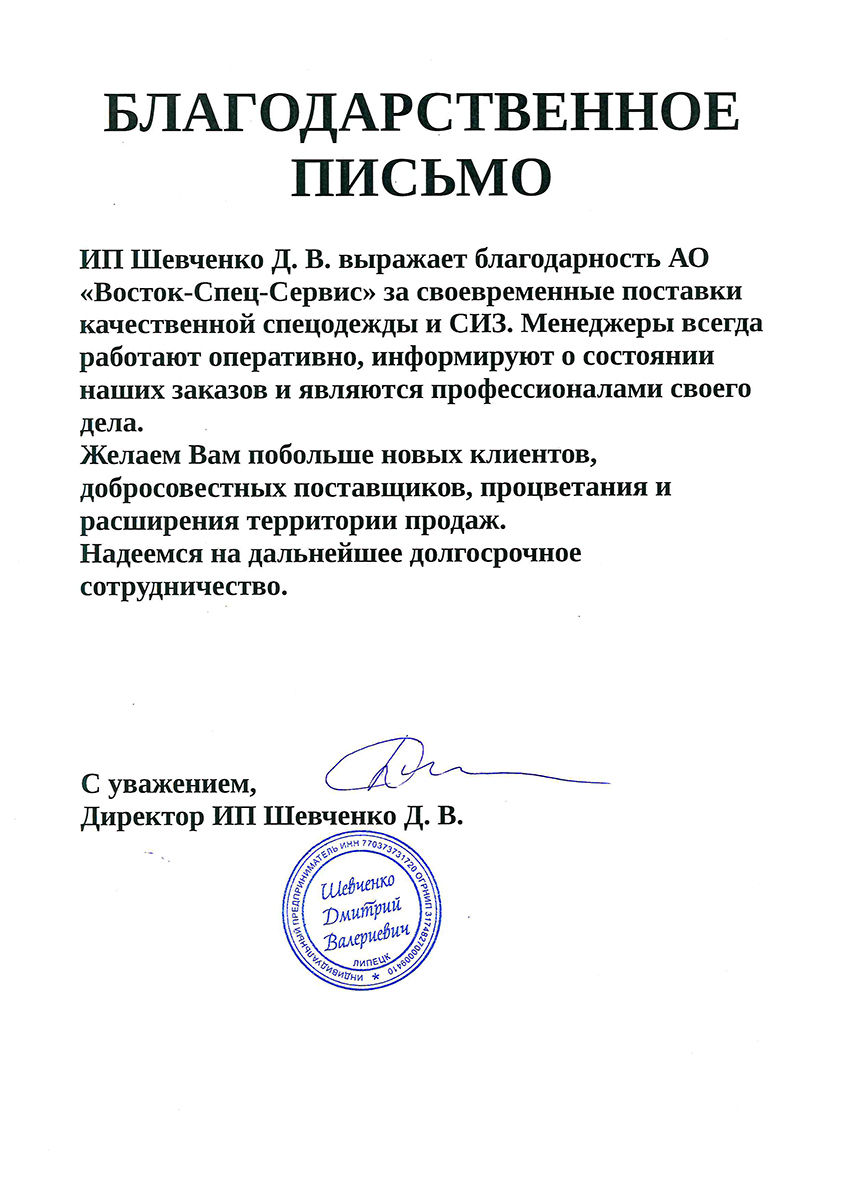 БЛАГОДАРСТВЕННОЕ
ПИСЬМО
ИП Шевченко Д. В. выражает благодарность АО
«Восток-Спец-Сервис» за своевременные поставки
качественной спецодежды и СИЗ. Менеджеры всегда
работают оперативно, информируют о состоянии
наших заказов и являются профессионалами своего
дела.
Желаем Вам побольше новых клиентов,
добросовестных поставщиков, процветания и
расширения территории продаж.
Надеемся на дальнейшее долгосрочное
сотрудничество.
С уважением,
Директор ИП Шевченко Д. В.
ИНДИВИДУАЛЬНЫЙ ПРЕДПРИНИМАТЕЛЬ ИНН 770373731720 ОГРНИП 317482700009410
Шевченко
Дмитрий
Валериевич
ЛИПЕЦК